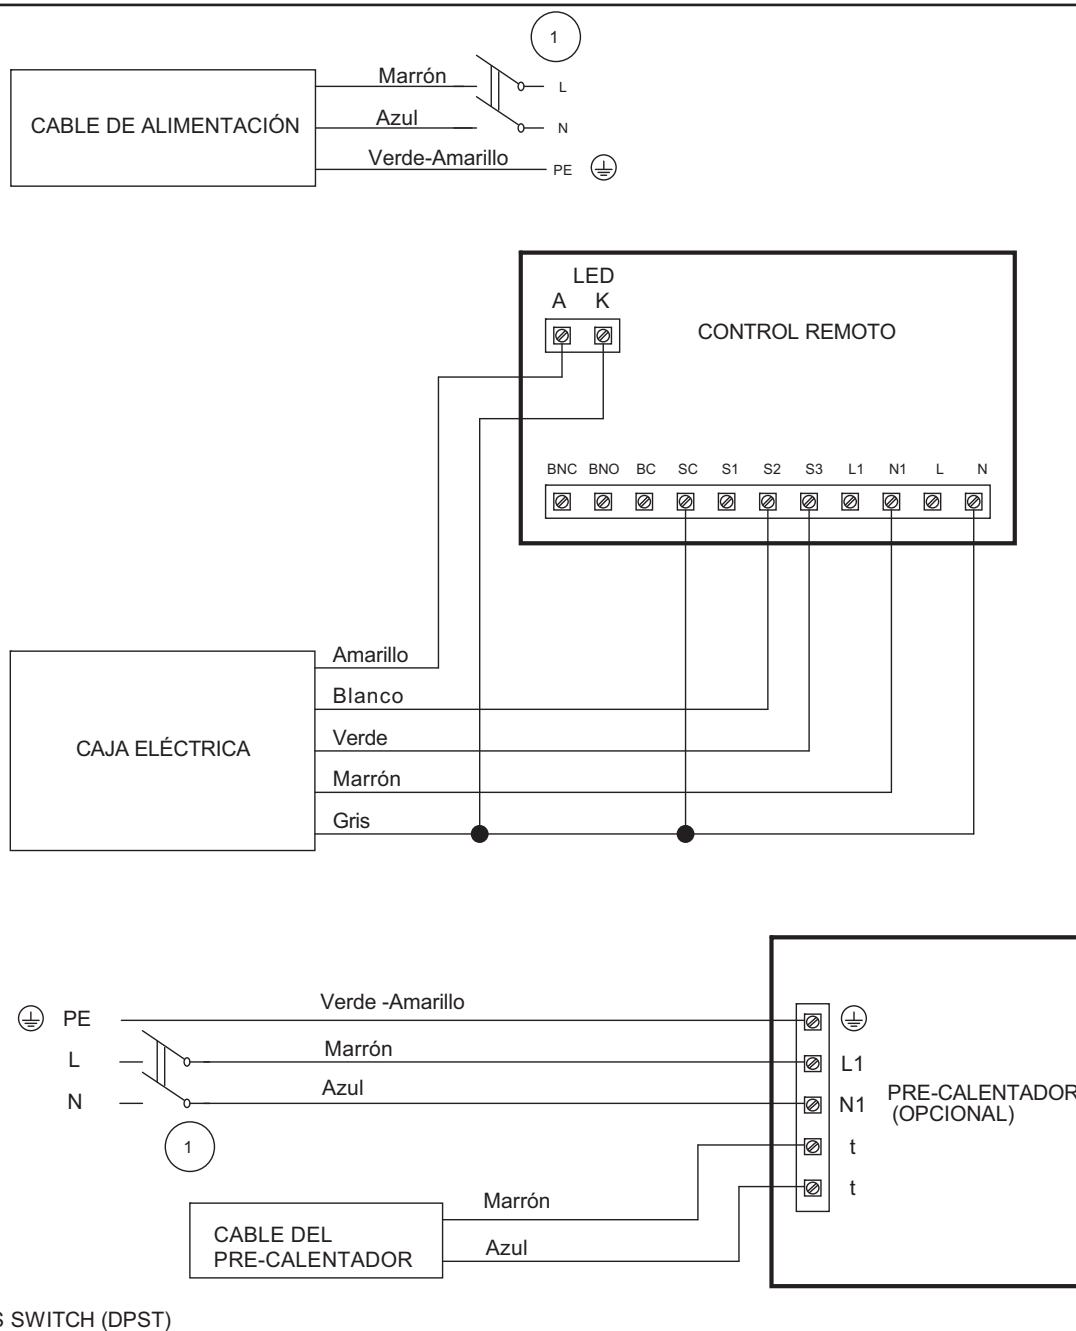 1
Marrón
L
CABLE DE ALIMENTACIÓN
Azul
N
Verde-Amarillo
PE
LED
A K
CONTROL REMOTO
BNC BNO BC SC S1 S2 S3 L1 N1 L N
Amarillo
Blanco
CAJA ELÉCTRICA
Verde
Marrón
Gris
PE
Verde -Amarillo
L
Marrón
L1
N
Azul
N1
PRE-CALENTADOR
(OPCIONAL)
1
t
t
Marrón
CABLE DEL
PRE-CALENTADOR
Azul
S SWITCH (DPST)